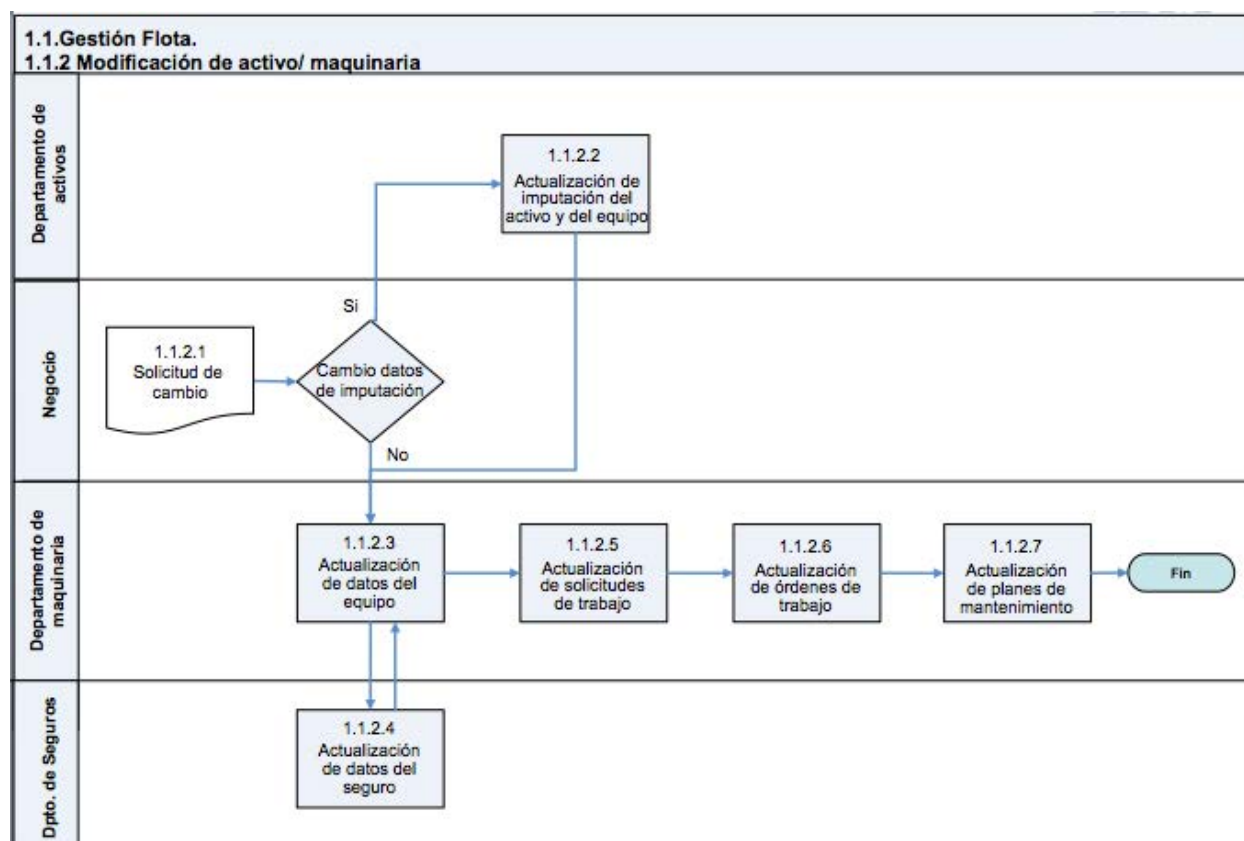 1.1.Gestión Flota.
1.1.2 Modificación de activo/ maquinaria
Departamento de
activos
1.1.2.2
Actualización de
imputación del
activo y del equipo
Negocio
Si
1.1.2.1
Solicitud de
cambio
Cambio datos
de imputación
No
Departamento de
maquinaria
1.1.2.3
Actualización
de datos del
equipo
1.1.2.5
Actualización
de solicitudes
de trabajo
1.1.2.6
Actualización
de órdenes de
trabajo
1.1.2.7
Actualización
de planes de
mantenimiento
Fin
Dpto. de Seguros
1.1.2.4
Actualización
de datos del
seguro